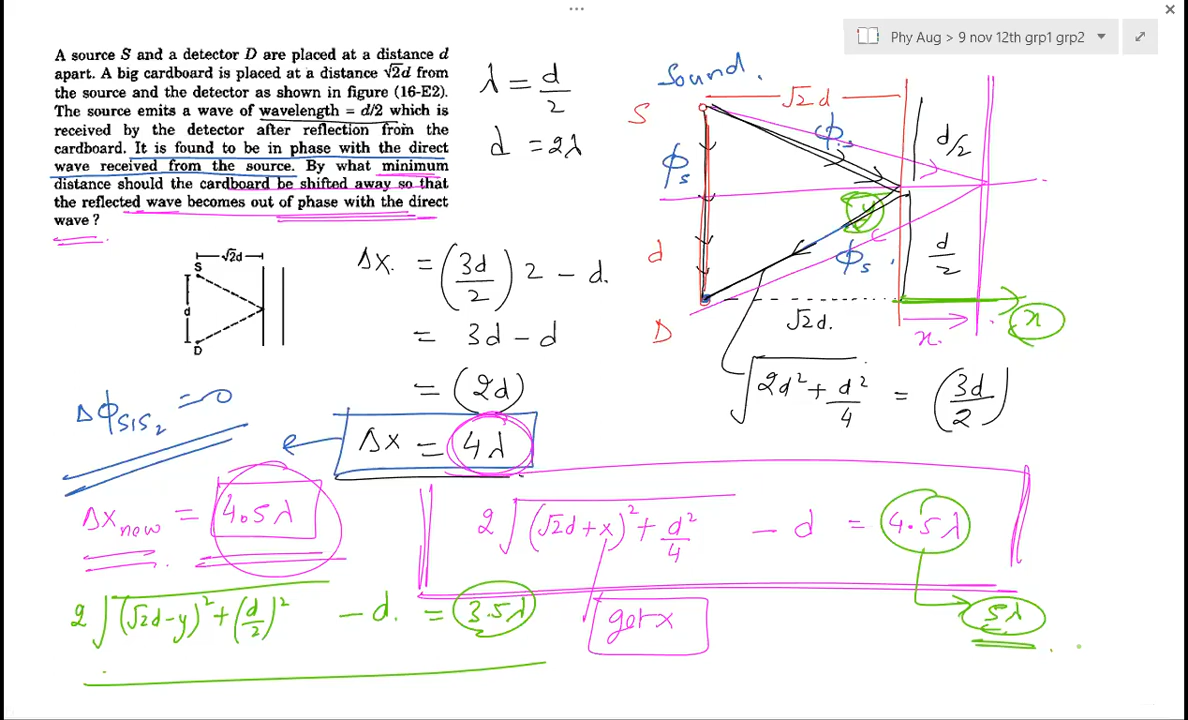 Phy Aug > 9 nov 12th grp1 grp2
A source S and a detector D are placed at a distance d
apart. A big cardboard is placed at a distance √2d from
the source and the detector as shown in figure (16-E2).
The source emits a wave of wavelength = d/2 which is
received by the detector after reflection from the
cardboard. It is found to be in phase with the direct
wave received from the source. By what minimum
distance should the cardboard be shifted away so that
the reflected wave becomes out of phase with the direct
wave ?
√2d
S
d
D
λ = d/2
d = 2λ
Sound.
√2d
S
ϕs
ϕs
d/2
y
d
ϕs
d/2
D
√2d.
x
x.
√2d² + d²/4 = (3d/2)
Δx. = (3d/2) 2 - d.
= 3d - d
= (2d)
Δx = 4λ
Δϕs1s2 = 0
Δx new = 4.5λ
2√(√2d+x)² + d²/4 - d = 4.5λ
5λ
get x
2√(√2d-y)² + (d/2)² - d. = 3.5λ